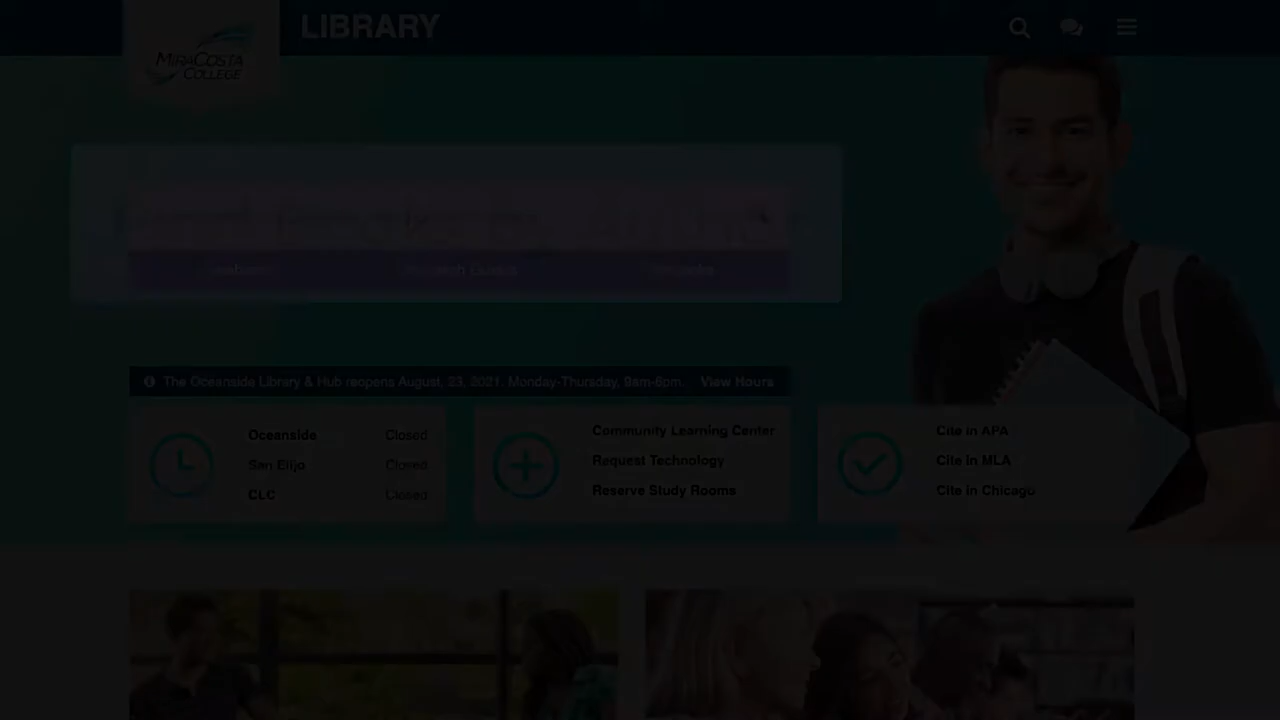 LIBRARY
MIRACOSTA
COLLEGE
The Oceanside Library & Hub reopens August, 23, 2021. Monday-Thursday, 9am-6pm. View Hours
Oceanside Closed
San Elijo Closed
CLC Closed
Community Learning Center
Request Technology
Reserve Study Rooms
Cite in APA
Cite in MLA
Cite in Chicago